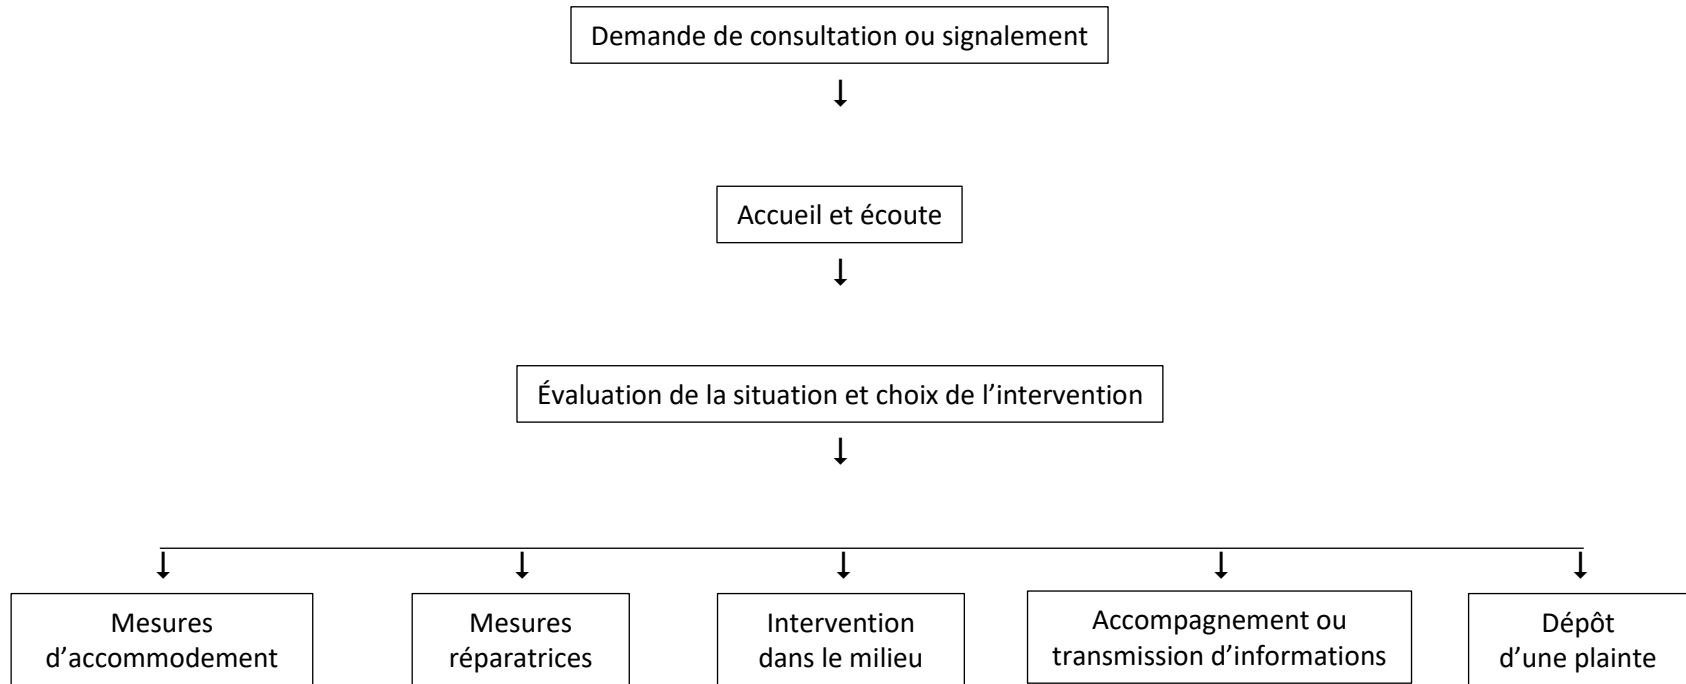 Demande de consultation ou signalement
Accueil et écoute
Évaluation de la situation et choix de l’intervention
Mesures
d’accommodement
Mesures
réparatrices
Intervention
dans le milieu
Accompagnement ou
transmission d’informations
Dépôt
d’une plainte